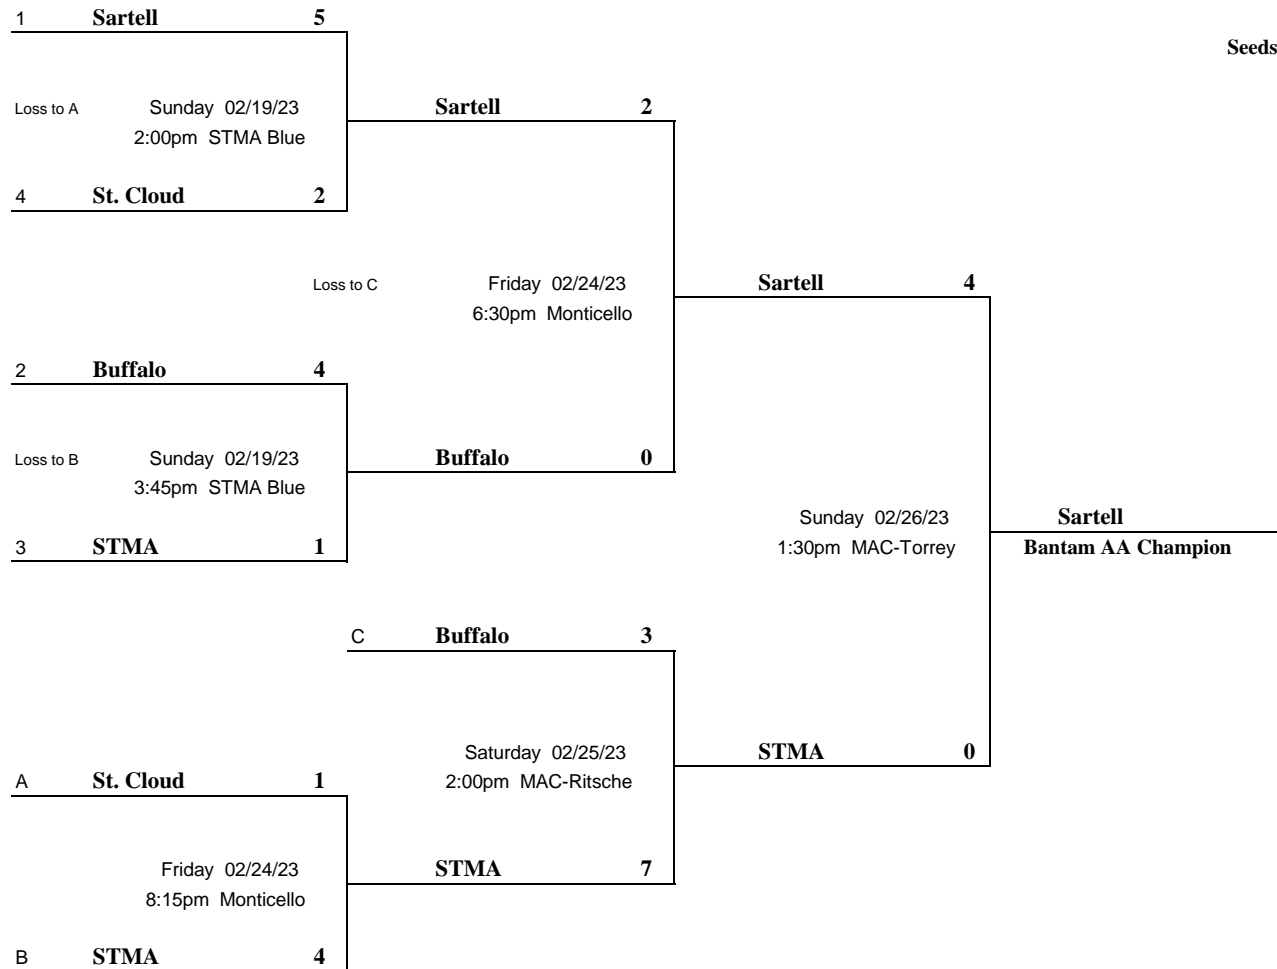 1 Sartell 5
Seeds
Loss to A Sunday 02/19/23 Sartell 2
2:00pm STMA Blue
4 St. Cloud 2
Loss to C Friday 02/24/23 Sartell 4
6:30pm Monticello
2 Buffalo 4
Loss to B Sunday 02/19/23 Buffalo 0
3:45pm STMA Blue
Sunday 02/26/23 Sartell
3 STMA 1 1:30pm MAC-Torrey Bantam AA Champion
C Buffalo 3
Saturday 02/25/23 STMA 0
A St. Cloud 1 2:00pm MAC-Ritsche
Friday 02/24/23 STMA 7
8:15pm Monticello
B STMA 4